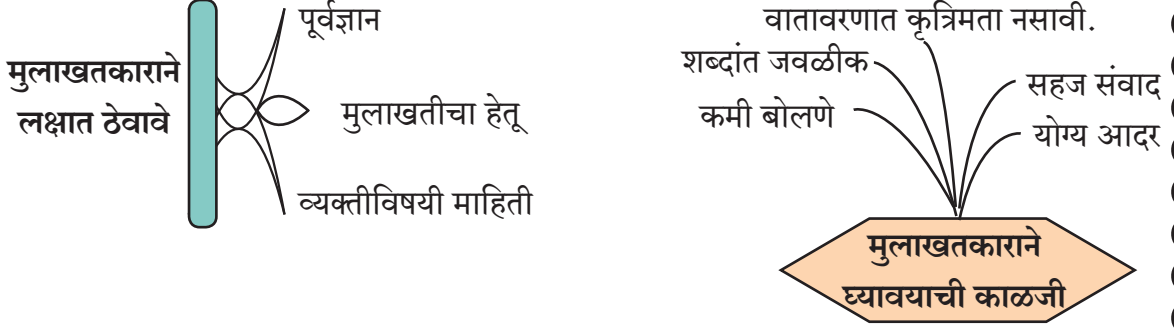 मुलाखतकाराने
लक्षात ठेवावे
पूर्वज्ञान
मुलाखतीचा हेतू
व्यक्तीविषयी माहिती
वातावरणात कृत्रिमता नसावी.
शब्दांत जवळीक
कमी बोलणे
सहज संवाद
योग्य आदर
मुलाखतकाराने
घ्यावयाची काळजी